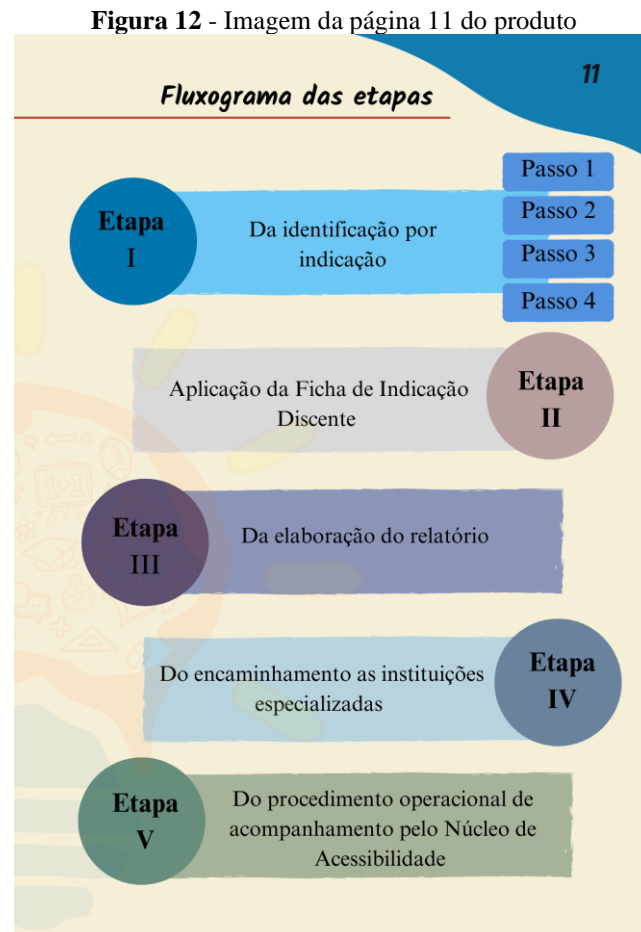 Figura 12 - Imagem da página 11 do produto
11
Fluxograma das etapas
Etapa
I
Da identificação por
indicação
Passo 1
Passo 2
Passo 3
Passo 4
Aplicação da Ficha de Indicação
Discente
Etapa
II
Etapa
III
Da elaboração do relatório
Do encaminhamento as instituições
especializadas
Etapa
IV
Etapa
V
Do procedimento operacional de
acompanhamento pelo Núcleo de
Acessibilidade
1+1